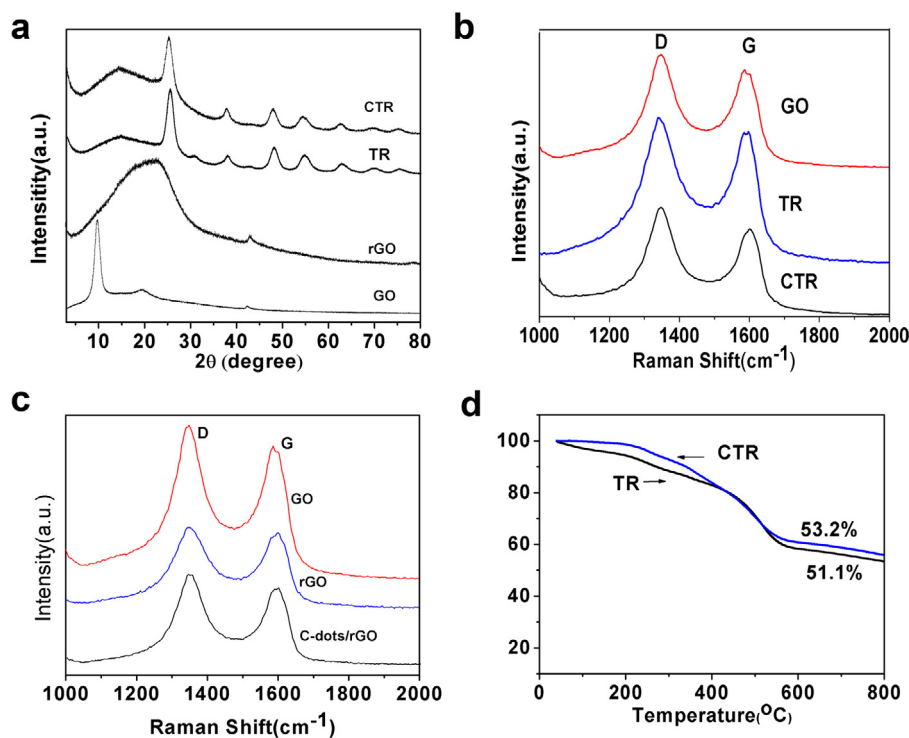 a
Intensitity(a.u.)
CTR
TR
rGO
GO
10 20 30 40 50 60 70 80
2θ (degree)
b
Intensity(a.u.)
D G
GO
TR
CTR
1000 1200 1400 1600 1800 2000
Raman Shift(cm-1)
c
Intensity(a.u.)
D G
GO
rGO
C-dots/rGO
1000 1200 1400 1600 1800 2000
Raman Shift(cm-1)
d
100
80
60
40
20
CTR
TR
53.2%
51.1%
0 200 400 600 800
Temperature(oC)